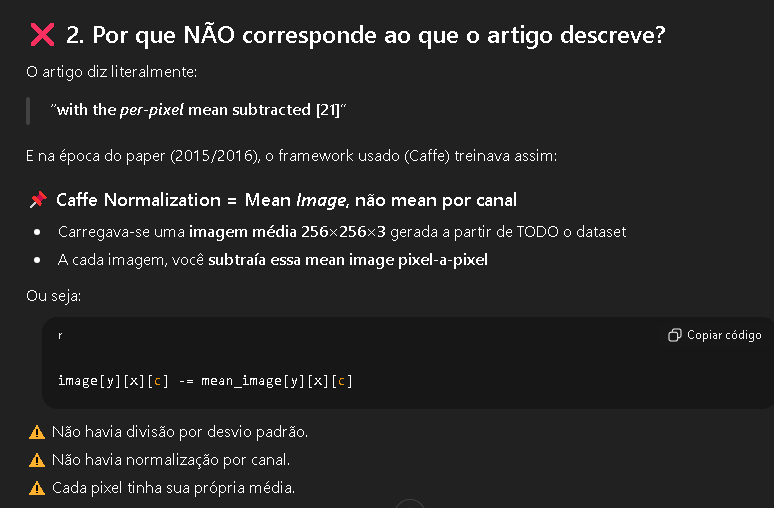 ❌ 2. Por que NÃO corresponde ao que o artigo descreve?
O artigo diz literalmente:
“with the per-pixel mean subtracted [21]”
E na época do paper (2015/2016), o framework usado (Caffe) treinava assim:
📌 Caffe Normalization = Mean Image, não mean por canal
• Carregava-se uma imagem média 256×256×3 gerada a partir de TODO o dataset
• A cada imagem, você subtraía essa mean image pixel-a-pixel
Ou seja:
r
Copiar código
image[y][x][c] -= mean_image[y][x][c]
⚠️ Não havia divisão por desvio padrão.
⚠️ Não havia normalização por canal.
⚠️ Cada pixel tinha sua própria média.